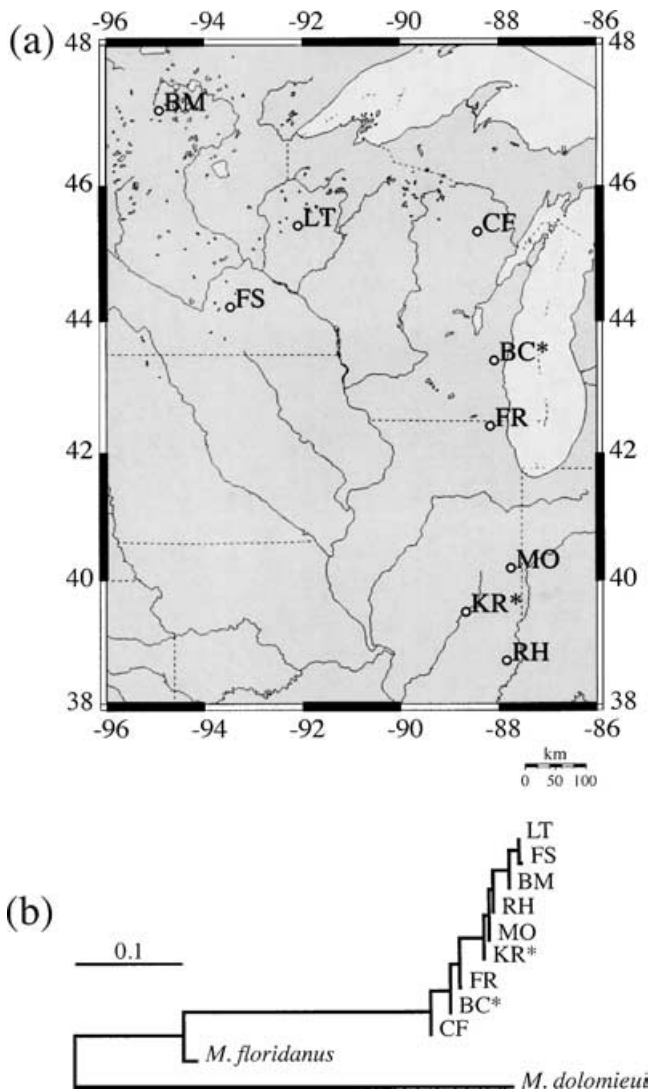 (a)
-96 -94 -92 -90 -88 -86
48 48
BM
46 46
LT CF
FS
44 44
BC*
FR
42 42
MO
40 40
KR*
RH
38 38
-96 -94 -92 -90 -88 -86
km
0 50 100
(b)
LT
FS
BM
RH
MO
KR*
0.1
FR
BC*
CF
M. floridanus
M. dolomieui